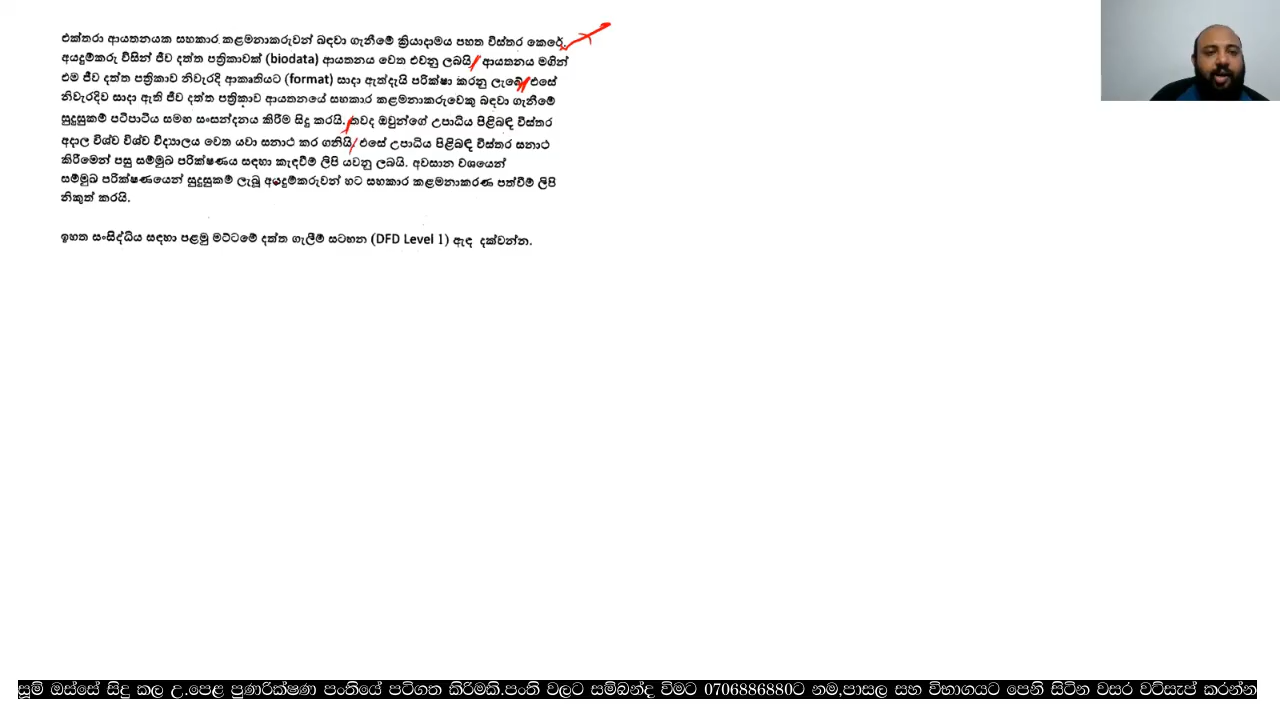 එක්තරා ආයතනයක සහකාර කළමනාකරුවන් බඳවා ගැනීමේ ක්‍රියාදාමය පහත විස්තර කෙරේ.
අයදුම්කරු විසින් ජීව දත්ත පත්‍රිකාවක් (biodata) ආයතනය වෙත එවනු ලබයි. ආයතනය මගින්
එම ජීව දත්ත පත්‍රිකාව නිවැරදි ආකෘතියට (format) සාදා ඇත්දැයි පරීක්ෂා කරනු ලැබේ. එසේ
නිවැරදිව සාදා ඇති ජීව දත්ත පත්‍රිකාව ආයතනයේ සහකාර කළමනාකරුවෙකු බඳවා ගැනීමේ
සුදුසුකම් පටිපාටිය සමඟ සංසන්දනය කිරීම සිදු කරයි. තවද ඔවුන්ගේ උපාධිය පිළිබඳ විස්තර
අදාල විශ්ව විශ්ව විද්‍යාලය වෙත යවා සනාථ කර ගනියි. එසේ උපාධිය පිළිබඳ විස්තර සනාථ
කිරීමෙන් පසු සම්මුඛ පරීක්ෂණය සඳහා කැඳවීම් ලිපි යවනු ලබයි. අවසාන වශයෙන්
සම්මුඛ පරික්ෂණයෙන් සුදුසුකම් ලැබූ අයදුම්කරුවන් හට සහකාර කළමනාකරණ පත්වීම් ලිපි
නිකුත් කරයි.
ඉහත සංසිද්ධිය සඳහා පළමු මට්ටමේ දත්ත ගැලීම් සටහන (DFD Level 1) ඇඳ දක්වන්න.
සූම් ඔස්සේ සිදු කල උ.පෙළ පුණරීක්ෂණ පංතියේ පටිගත කිරීමකි.පංති වලට සම්බන්ද වීමට 0706886880ට නම,පාසල සහ විභාගයට පෙනී සිටින වසර වට්සැප් කරන්න